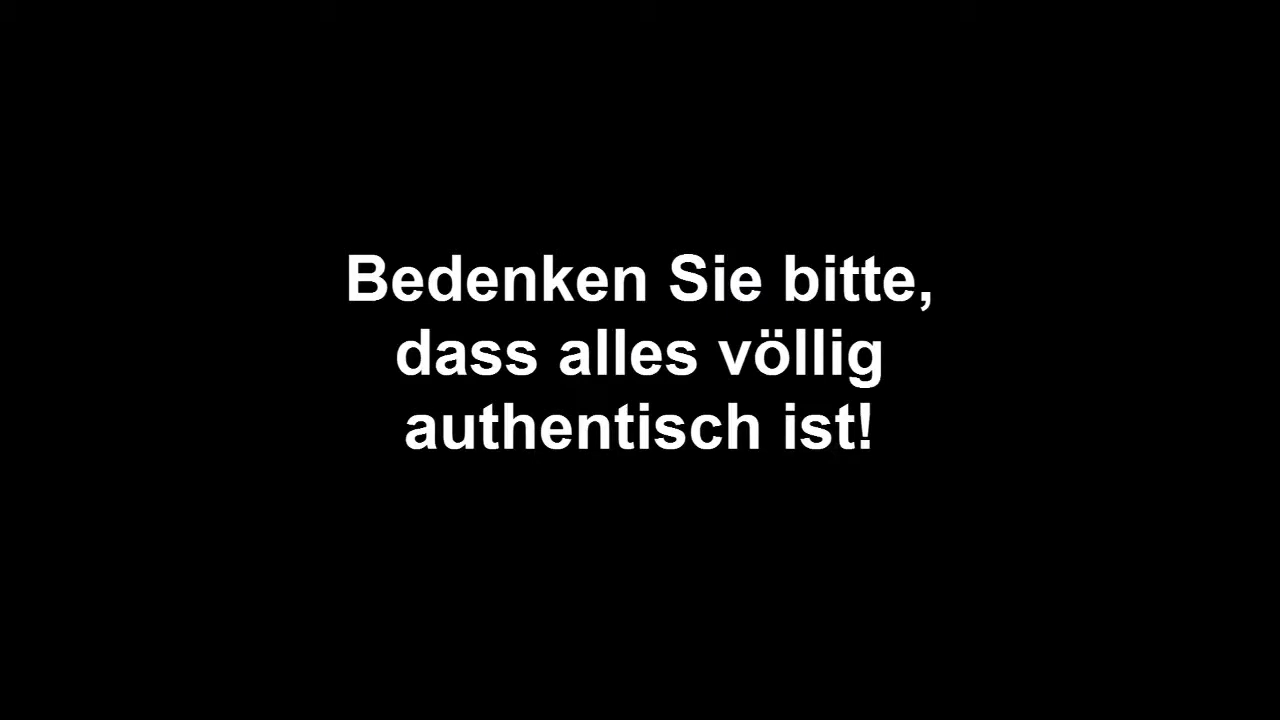 Bedenken Sie bitte,
dass alles völlig
authentisch ist!